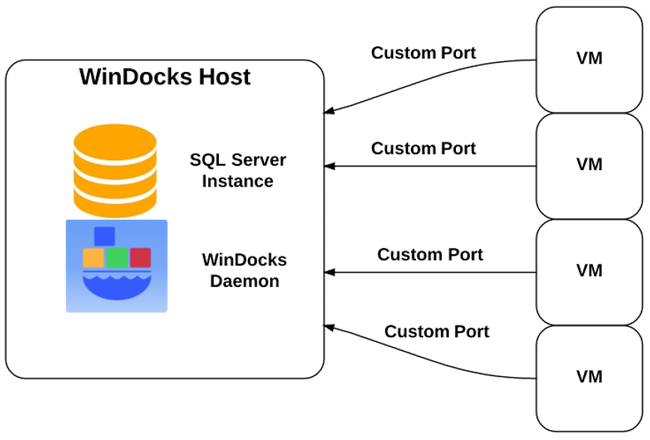 WinDocks Host
SQL Server
Instance
WinDocks
Daemon
Custom Port
VM
Custom Port
VM
Custom Port
VM
Custom Port
VM